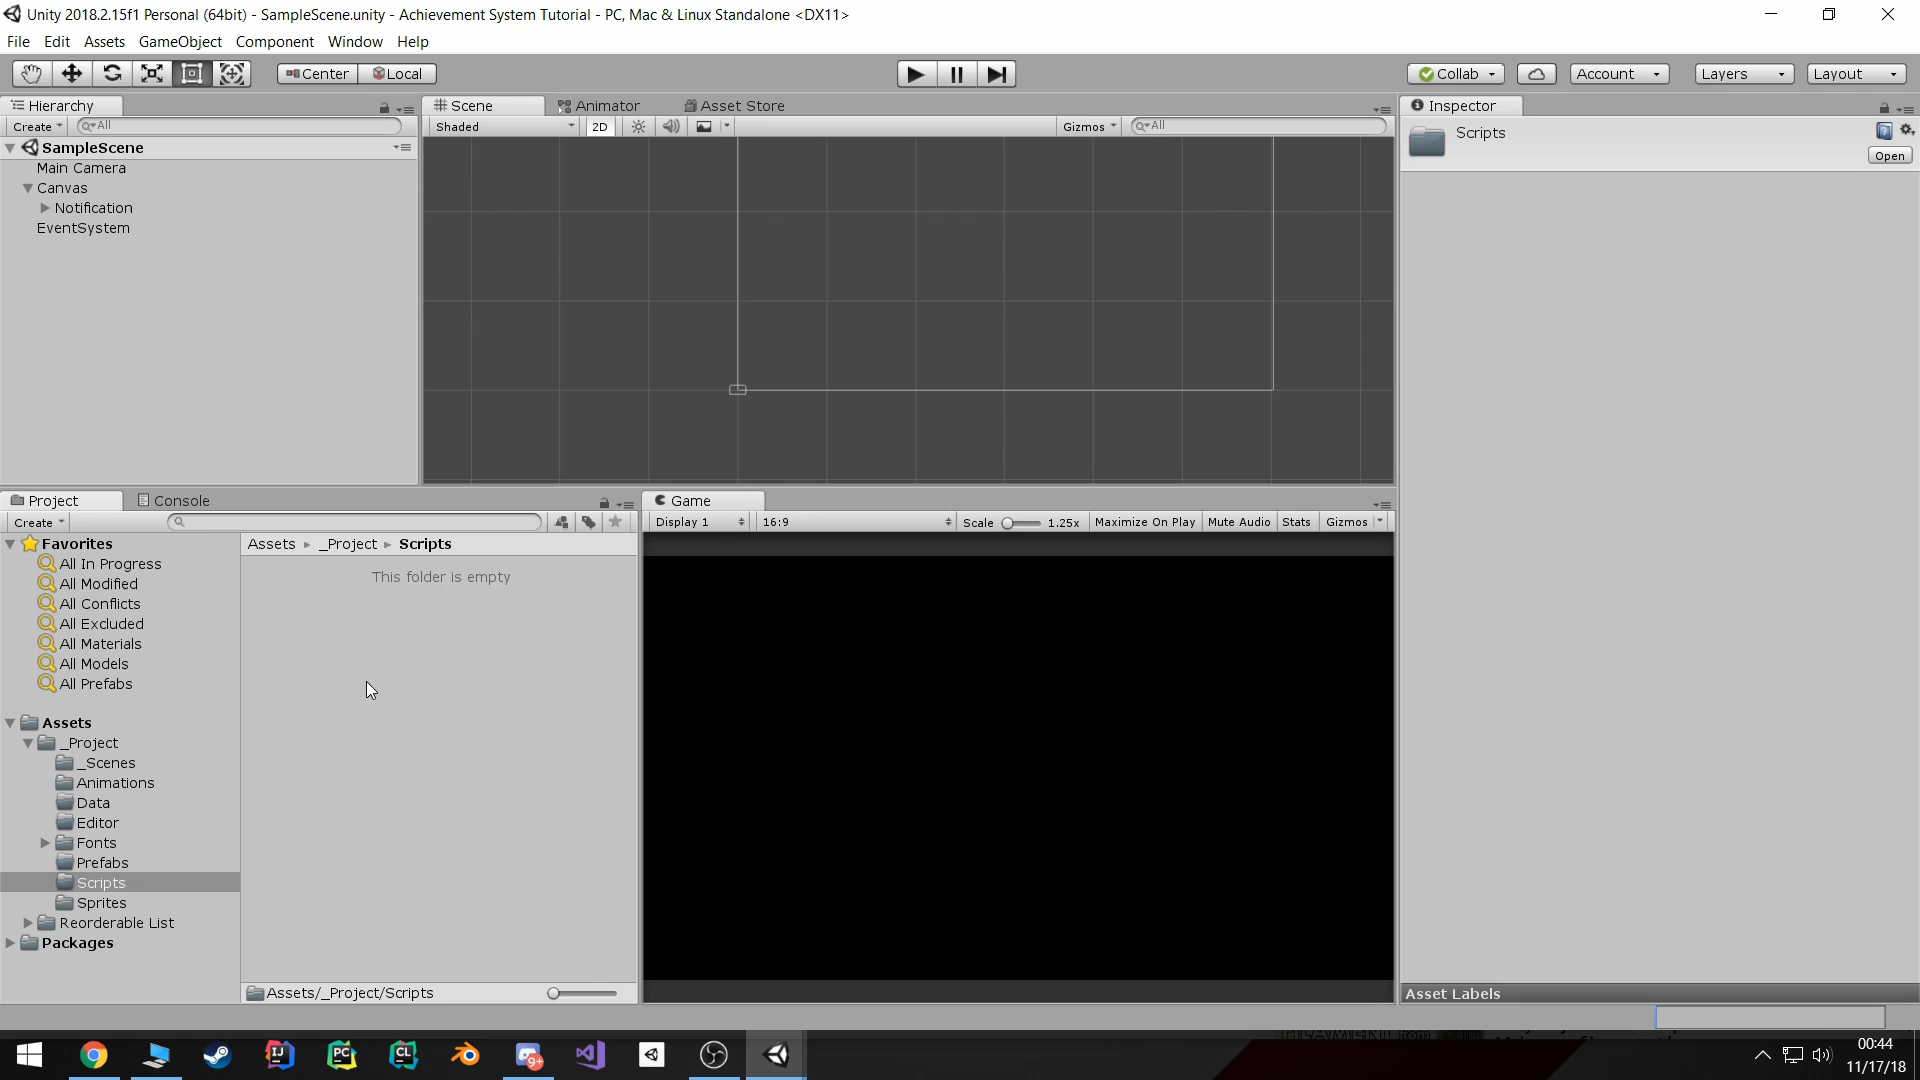 Unity 2018.2.15f1 Personal (64bit) - SampleScene.unity - Achievement System Tutorial - PC, Mac & Linux Standalone <DX11>
File Edit Assets GameObject Component Window Help
Center Local Collab Account Layers Layout
Hierarchy
Create All
SampleScene
Main Camera
Canvas
Notification
EventSystem
Scene Animator Asset Store
Shaded 2D Gizmos All
Inspector
Scripts
Open
Project Console
Create
Favorites
All In Progress
All Modified
All Conflicts
All Excluded
All Materials
All Models
All Prefabs
Assets
_Project
_Scenes
Animations
Data
Editor
Fonts
Prefabs
Scripts
Sprites
Reorderable List
Packages
Assets _Project Scripts
This folder is empty
Assets/_Project/Scripts
Game
Display 1 16:9 Scale 1.25x Maximize On Play Mute Audio Stats Gizmos
Asset Labels
PC CL 9+
00:44
11/17/18